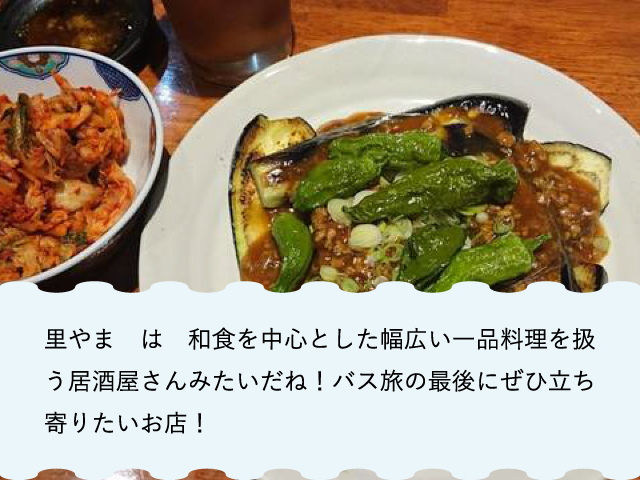 里やま　は　和食を中心とした幅広い一品料理を扱
う居酒屋さんみたいだね！バス旅の最後にぜひ立ち
寄りたいお店！